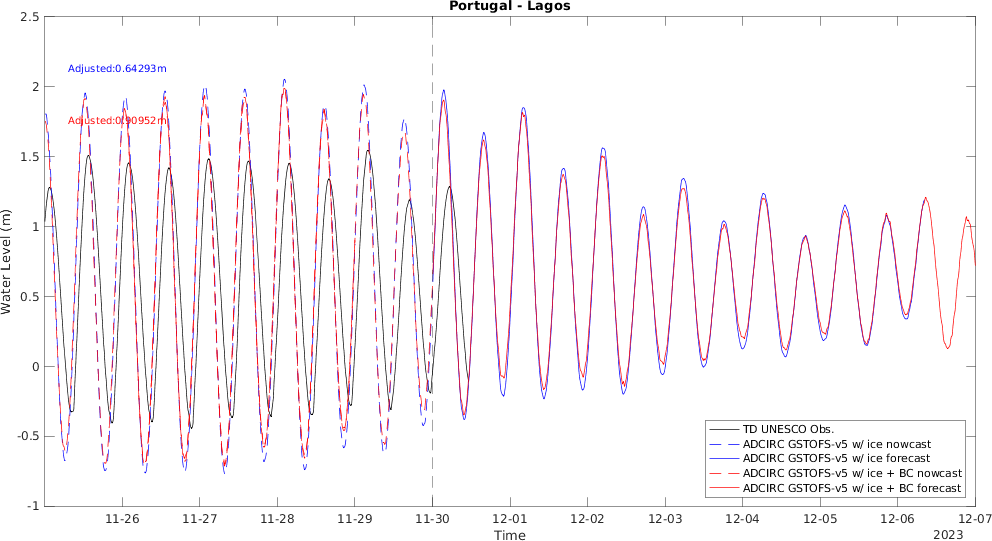 Portugal - Lagos
2.5
2
1.5
1
0.5
0
-0.5
-1
Water Level (m)
Adjusted:0.64293m
Adjusted:0.90952m
TD UNESCO Obs.
ADCIRC GSTOFS-v5 w/ ice nowcast
ADCIRC GSTOFS-v5 w/ ice forecast
ADCIRC GSTOFS-v5 w/ ice + BC nowcast
ADCIRC GSTOFS-v5 w/ ice + BC forecast
11-26 11-27 11-28 11-29 11-30 12-01 12-02 12-03 12-04 12-05 12-06 12-07
Time
2023